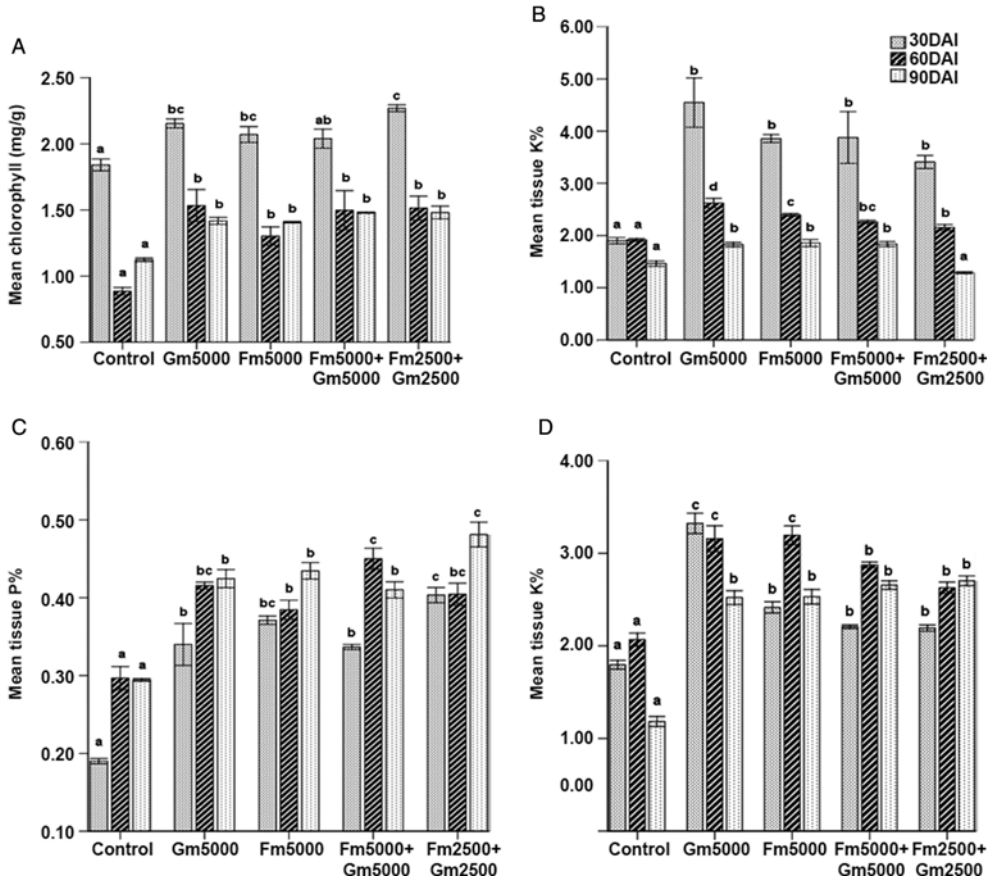 A
Mean chlorophyll (mg/g)
2.50
2.00
1.50
1.00
0.50
a a a
bc b b
bc b b
ab b b
c b b
Control Gm5000 Fm5000 Fm5000+ Fm2500+
Gm5000 Gm2500
B
Mean tissue K%
6.00
5.00
4.00
3.00
2.00
1.00
0.00
30DAI
60DAI
90DAI
a a a
b d b
b c b
b bc b
b b a
Control Gm5000 Fm5000 Fm5000+ Fm2500+
Gm5000 Gm2500
C
Mean tissue P%
0.60
0.50
0.40
0.30
0.20
0.10
a a a
b bc b
bc b b
b c b
c bc c
Control Gm5000 Fm5000 Fm5000+ Fm2500+
Gm5000 Gm2500
D
Mean tissue K%
4.00
3.00
2.00
1.00
0.00
a a a
c c b
b c b
b b b
b b b
Control Gm5000 Fm5000 Fm5000+ Fm2500+
Gm5000 Gm2500